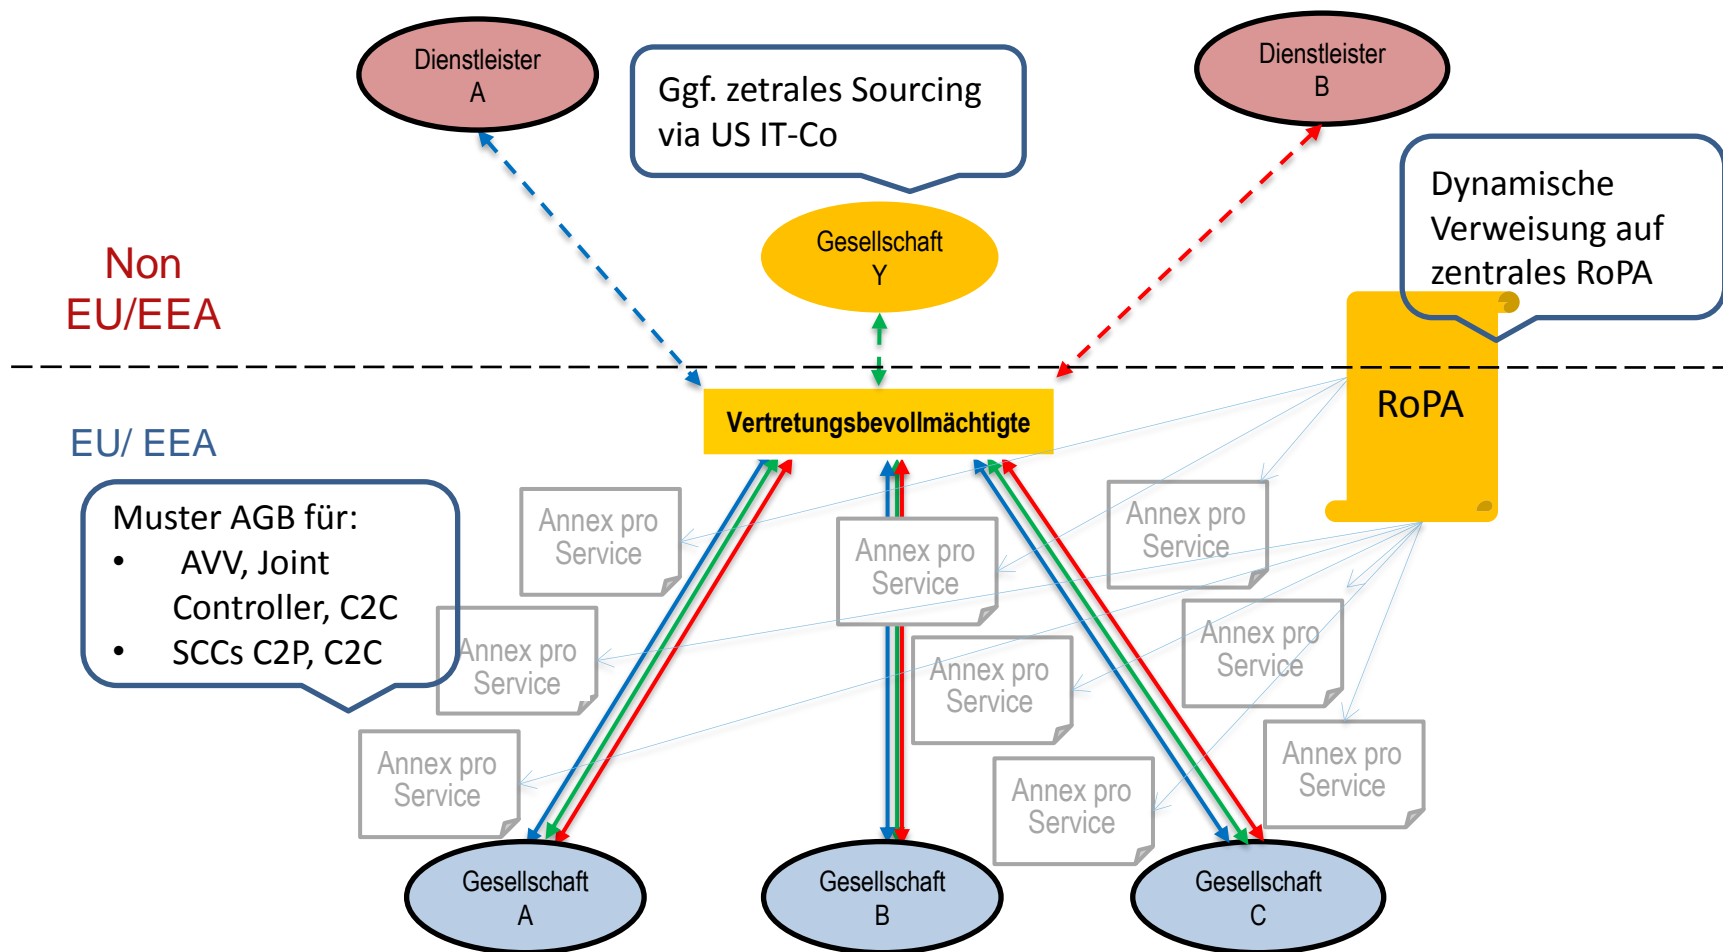 Dienstleister
A
Ggf. zetrales Sourcing
via US IT-Co
Dienstleister
B
Dynamische
Verweisung auf
zentrales RoPA
Gesellschaft
Y
Non
EU/EEA
RoPA
Vertretungsbevollmächtigte
EU/ EEA
Muster AGB für:
• AVV, Joint
Controller, C2C
• SCCs C2P, C2C
Annex pro
Service
Annex pro
Service
Annex pro
Service
Annex pro
Service
Annex pro
Service
Annex pro
Service
Annex pro
Service
Annex pro
Service
Annex pro
Service
Gesellschaft
A
Gesellschaft
B
Gesellschaft
C